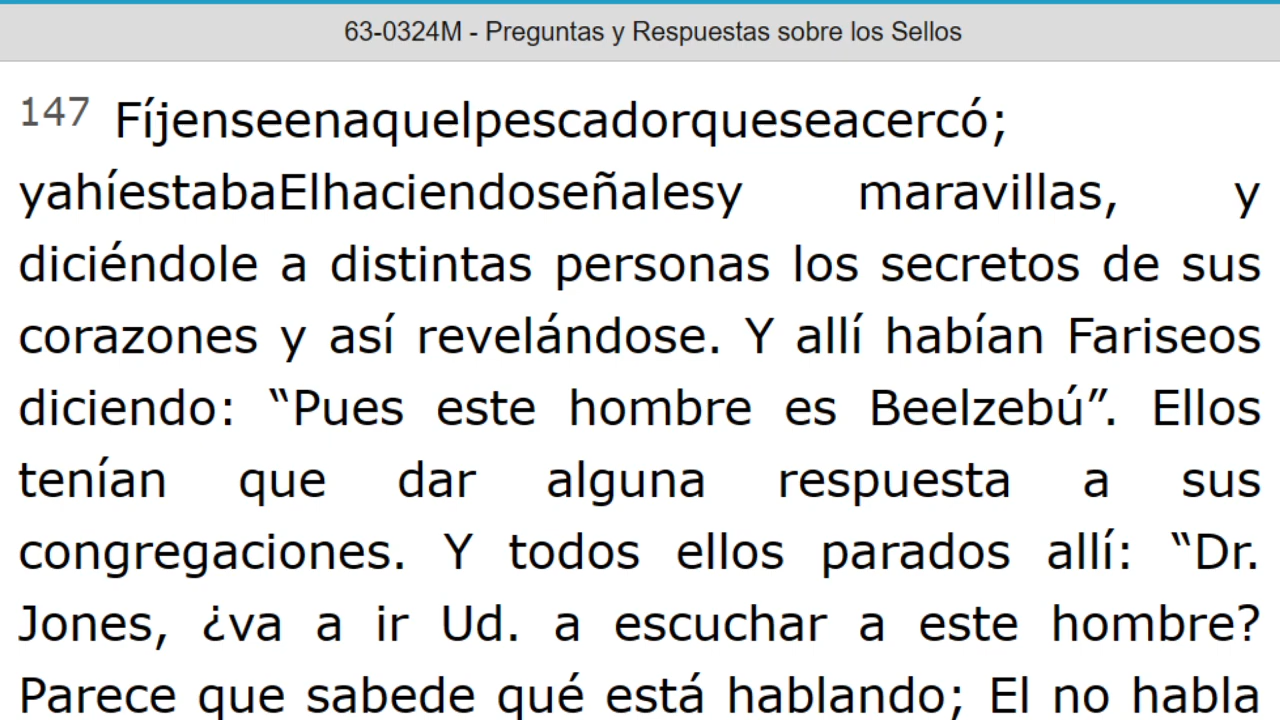 63-0324M - Preguntas y Respuestas sobre los Sellos
147 Fíjenseenaquelpescadorqueseacercó;
yahíestabaElhaciendoseñalesy maravillas, y
diciéndole a distintas personas los secretos de sus
corazones y así revelándose. Y allí habían Fariseos
diciendo: “Pues este hombre es Beelzebú”. Ellos
tenían que dar alguna respuesta a sus
congregaciones. Y todos ellos parados allí: “Dr.
Jones, ¿va a ir Ud. a escuchar a este hombre?
Parece que sabede qué está hablando; El no habla